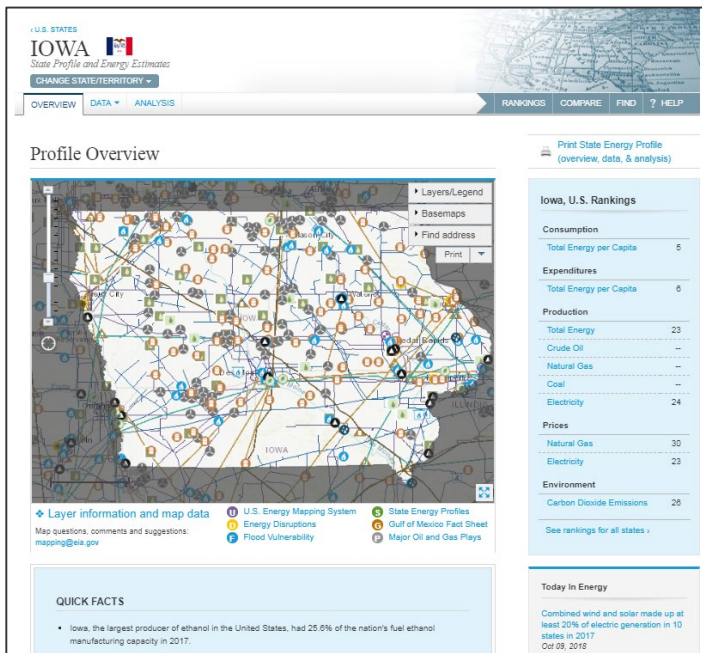 ‹ U.S. STATES
IOWA
State Profile and Energy Estimates
CHANGE STATE/TERRITORY
OVERVIEW DATA ANALYSIS
RANKINGS COMPARE FIND ? HELP
Profile Overview
Print State Energy Profile
(overview, data, & analysis)
Layers/Legend
Basemaps
Find address
Print
Mason City
IOWA
ILLINOIS
Layer information and map data
Map questions, comments and suggestions:
mapping@eia.gov
U U.S. Energy Mapping System
D Energy Disruptions
F Flood Vulnerability
S State Energy Profiles
G Gulf of Mexico Fact Sheet
P Major Oil and Gas Plays
Iowa, U.S. Rankings
Consumption
Total Energy per Capita 5
Expenditures
Total Energy per Capita 6
Production
Total Energy 23
Crude Oil --
Natural Gas --
Coal --
Electricity 24
Prices
Natural Gas 30
Electricity 23
Environment
Carbon Dioxide Emissions 26
See rankings for all states ›
QUICK FACTS
• Iowa, the largest producer of ethanol in the United States, had 25.6% of the nation's fuel ethanol
manufacturing capacity in 2017.
Today In Energy
Combined wind and solar made up at
least 20% of electric generation in 10
states in 2017
Oct 09, 2018